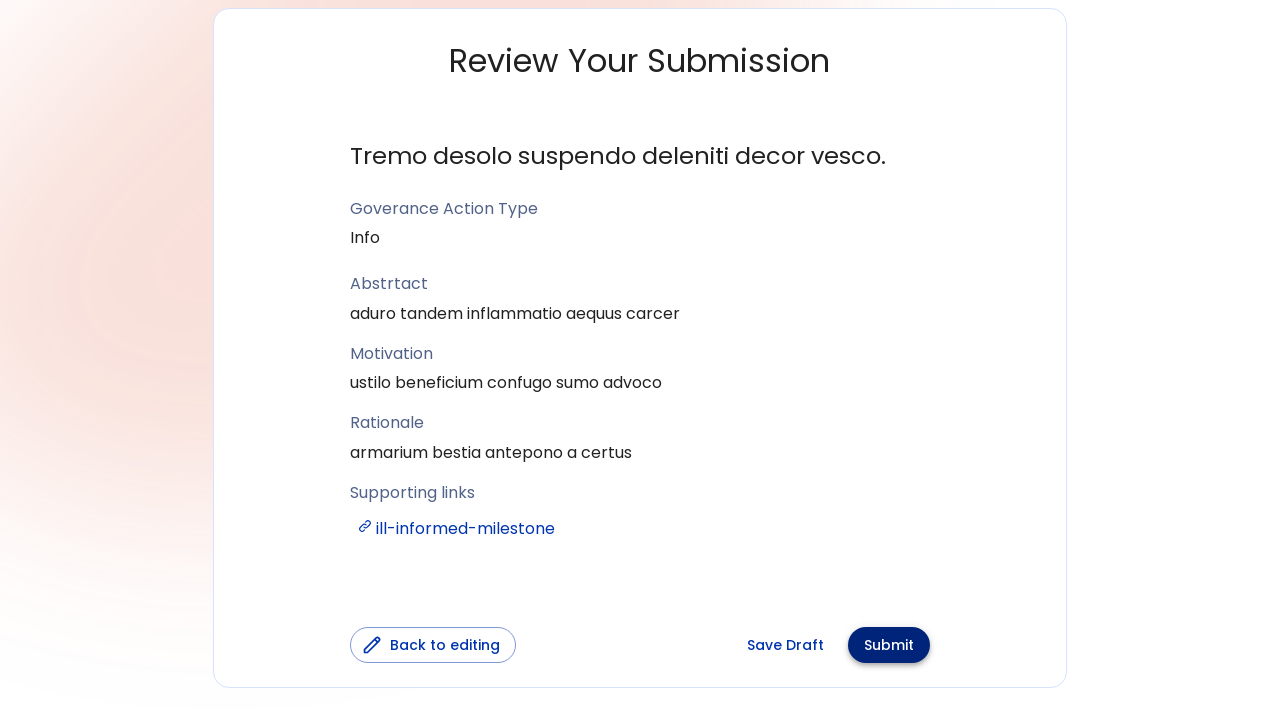 Review Your Submission
Tremo desolo suspendo deleniti decor vesco.
Goverance Action Type
Info
Abstrtact
aduro tandem inflammatio aequus carcer
Motivation
ustilo beneficium confugo sumo advoco
Rationale
armarium bestia antepono a certus
Supporting links
ill-informed-milestone
Back to editing
Save Draft
Submit